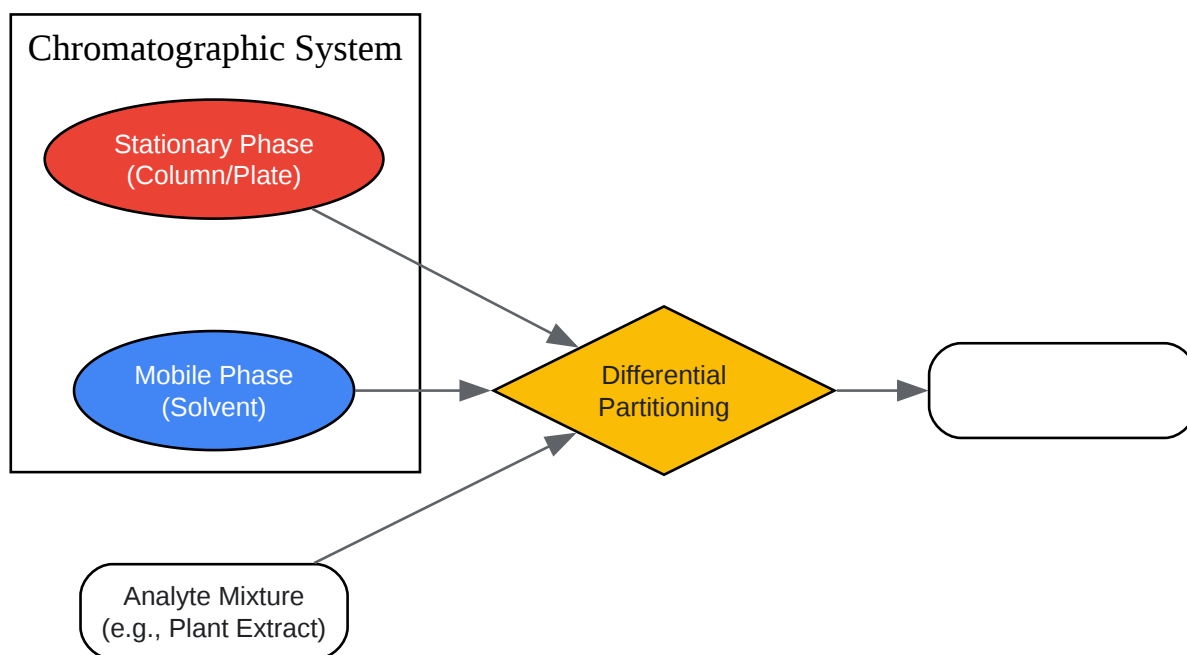 Chromatographic System
Stationary Phase
(Column/Plate)
Mobile Phase
(Solvent)
Differential
Partitioning
Analyte Mixture
(e.g., Plant Extract)